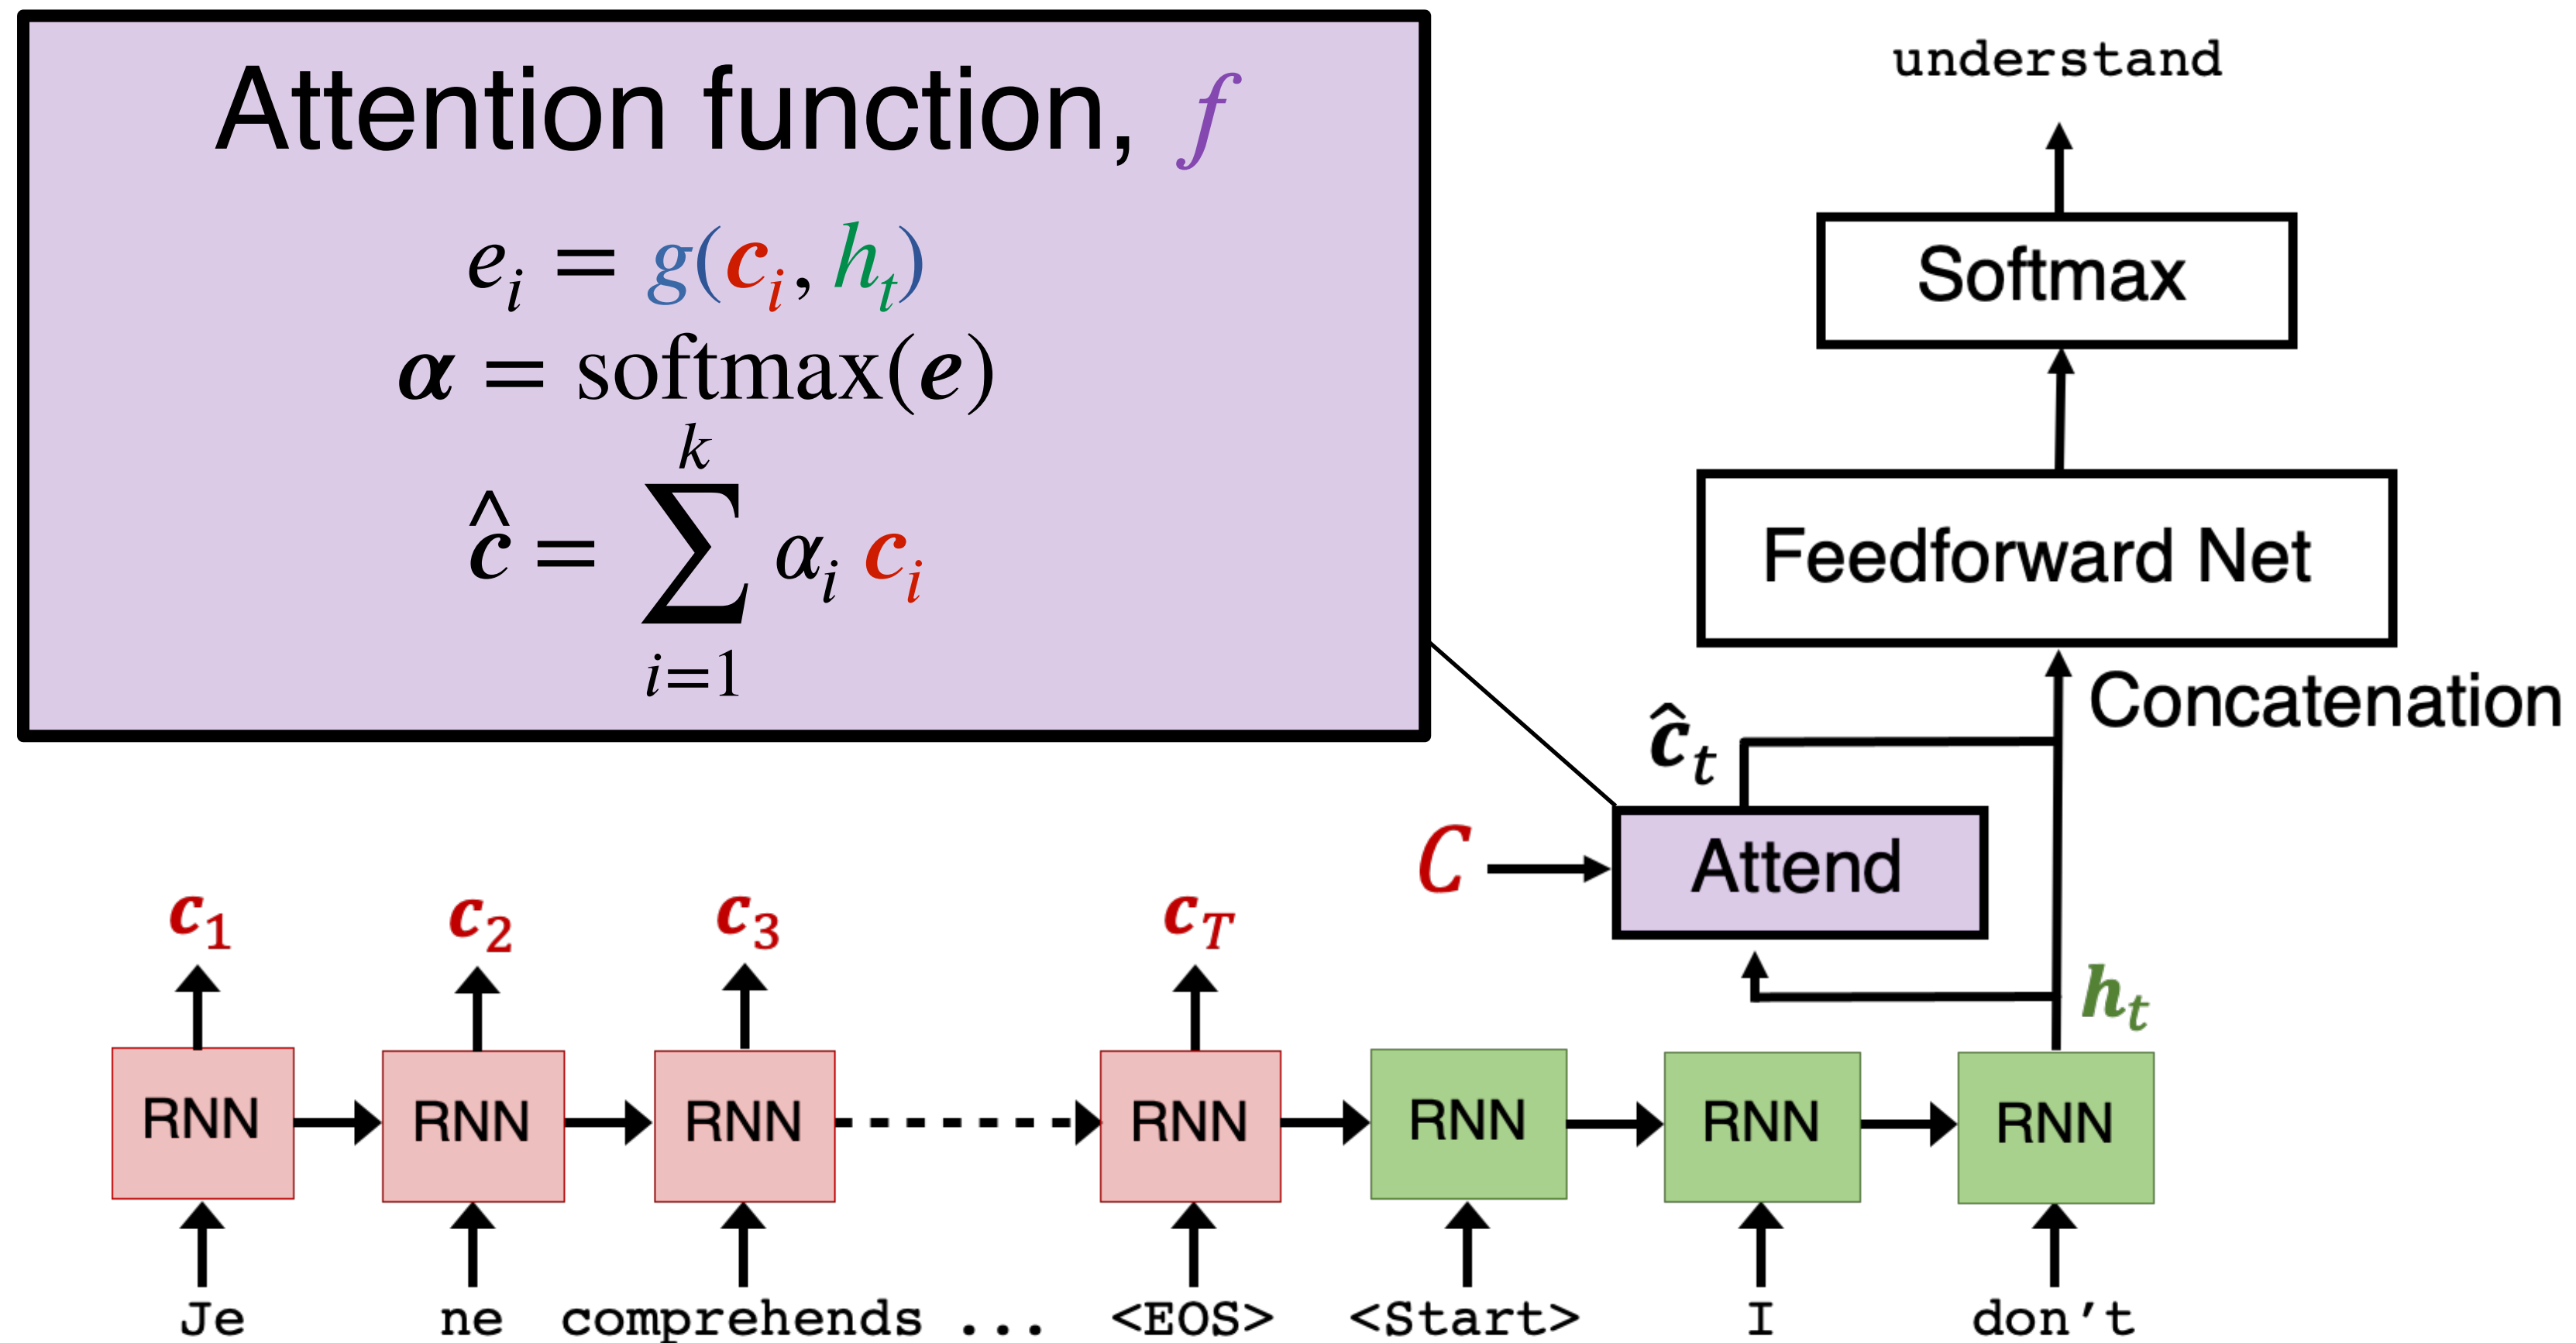 Attention function, f
e_i = g(c_i, h_t)
α = softmax(e)
ĉ = ∑_{i=1}^{k} α_i c_i
understand
Softmax
Feedforward Net
Concatenation
ĉ_t
C
Attend
h_t
c_1 c_2 c_3 c_T
RNN RNN RNN RNN RNN RNN RNN
Je ne comprehends ... <EOS> <Start> I don't